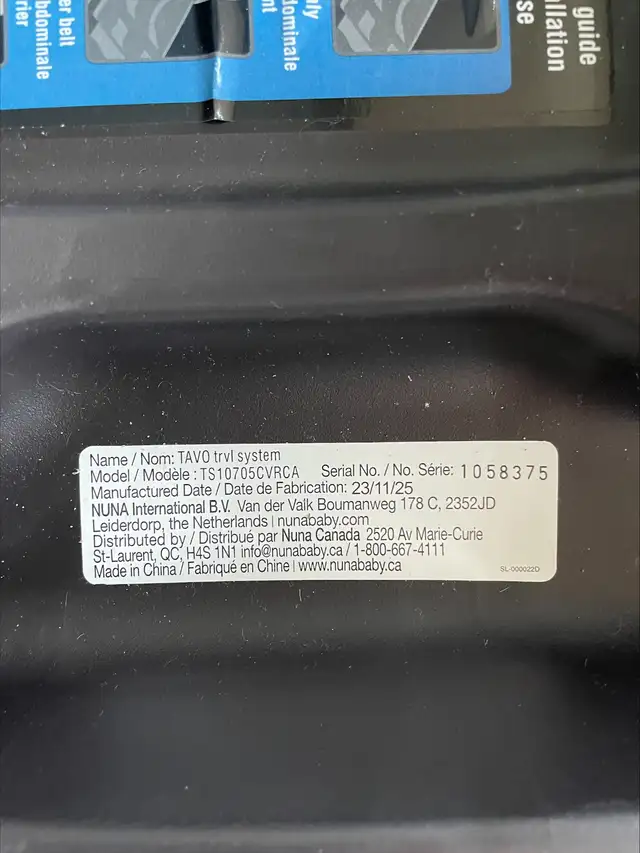 guide
allation
se
ly
dominale
nt
er belt
bdominale
rier
Name / Nom: TAVO trvl system
Model / Modèle : TS10705CVRCA Serial No. / No. Série: 1058375
Manufactured Date / Date de Fabrication: 23/11/25
NUNA International B.V. Van der Valk Boumanweg 178 C, 2352JD
Leiderdorp, the Netherlands | nunababy.com
Distributed by / Distribué par Nuna Canada 2520 Av Marie-Curie
St-Laurent, QC, H4S 1N1 info@nunababy.ca / 1-800-667-4111
Made in China / Fabriqué en Chine | www.nunababy.ca
SL-000022D